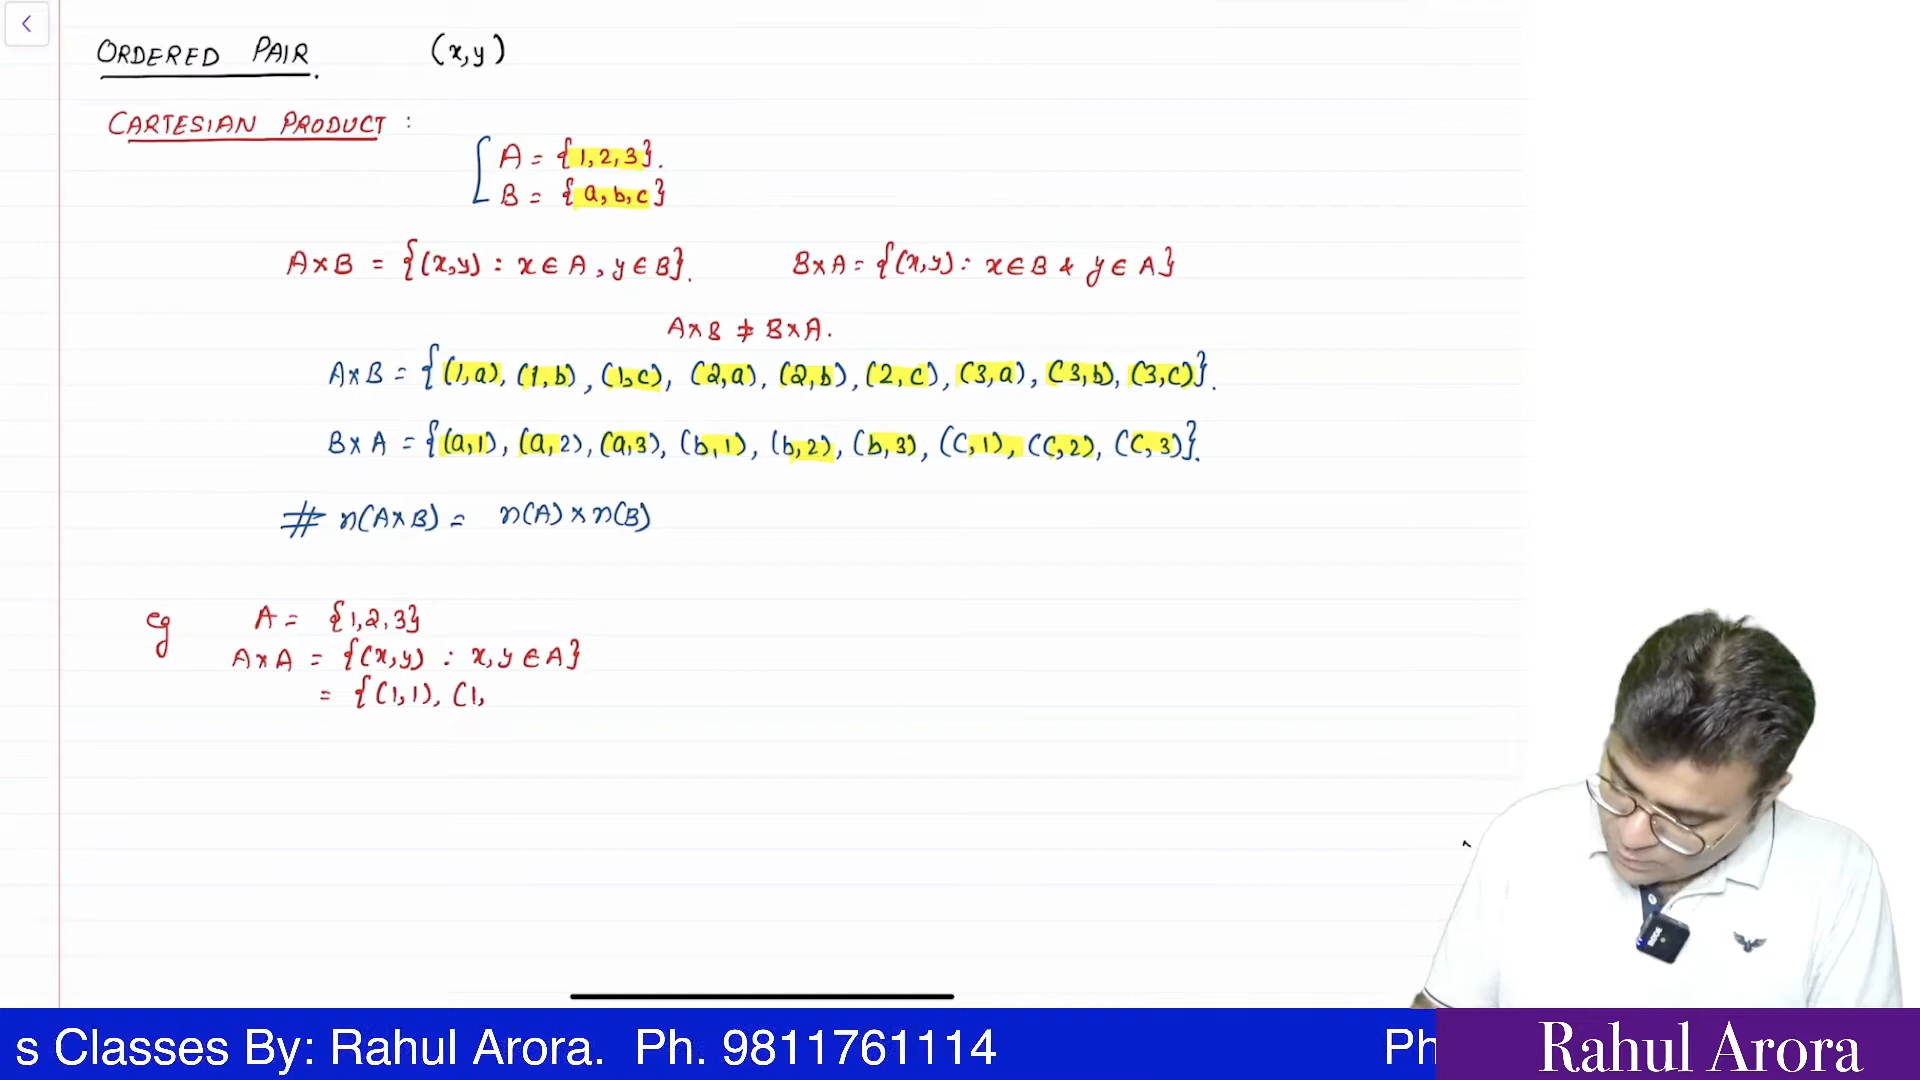 ORDERED PAIR. (x,y)
CARTESIAN PRODUCT :
A = {1,2,3}.
B = {a,b,c}
A×B = {(x,y) : x∈A, y∈B}. B×A = {(x,y) : x∈B & y∈A}
A×B ≠ B×A.
A×B = {(1,a), (1,b), (1,c), (2,a), (2,b), (2,c), (3,a), (3,b), (3,c)}.
B×A = {(a,1), (a,2), (a,3), (b,1), (b,2), (b,3), (c,1), (c,2), (c,3)}.
# n(A×B) = n(A)×n(B)
eg A = {1,2,3}
A×A = {(x,y) : x,y∈A}
= {(1,1), (1,
s Classes By: Rahul Arora. Ph. 9811761114 Ph
Rahul Arora